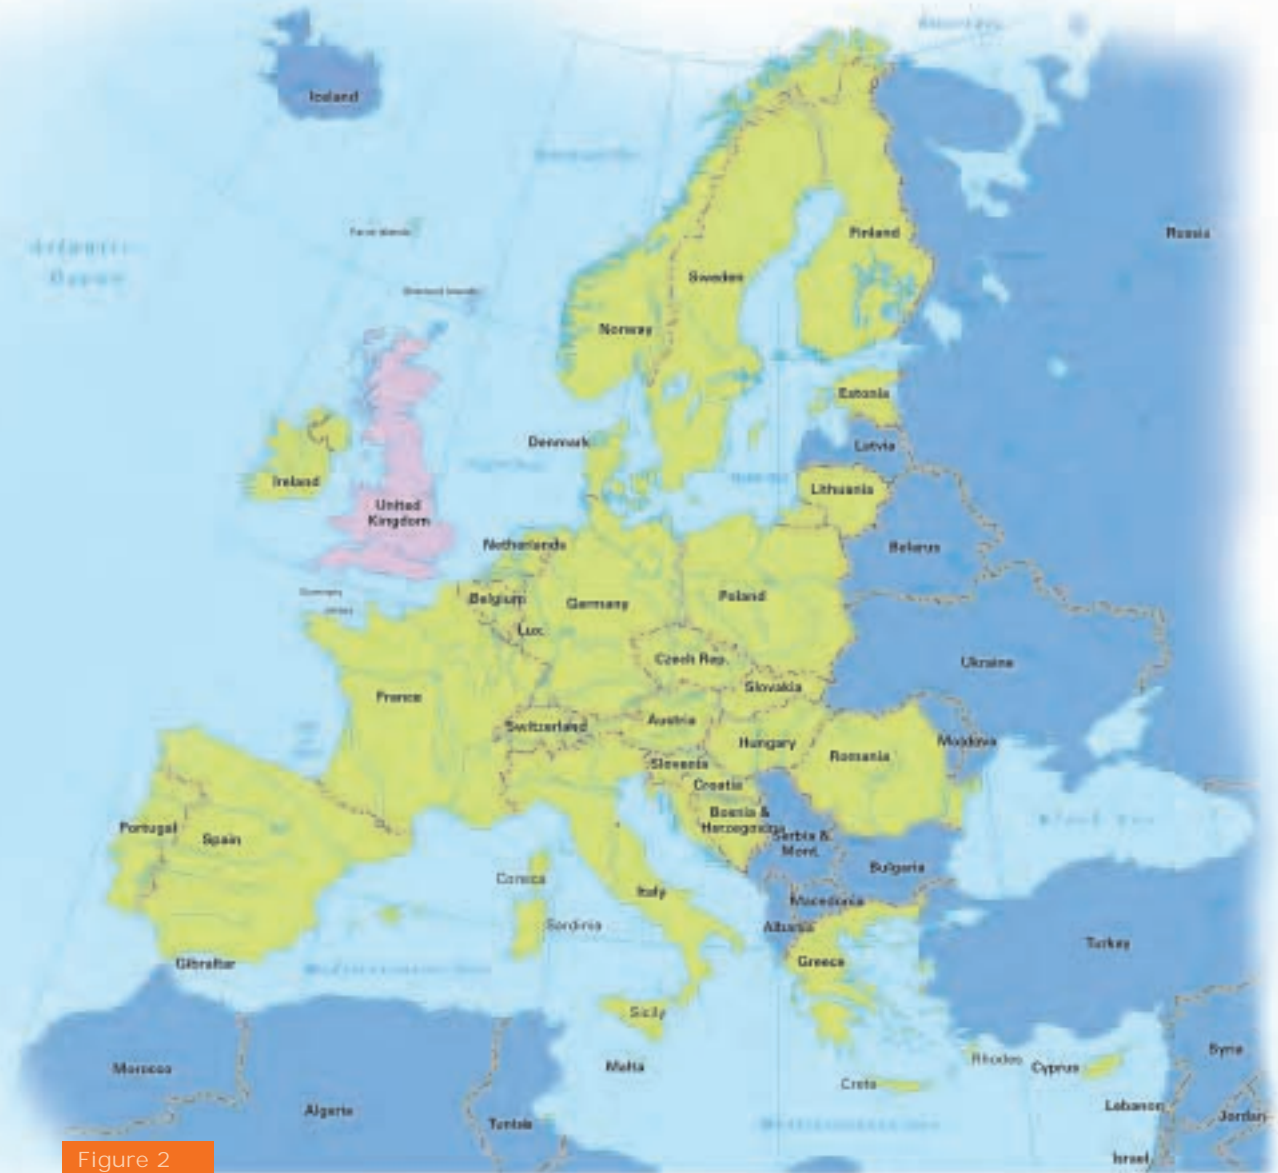 Iceland
Russia
Finland
Sweden
Norway
Estonia
Denmark
Latvia
Ireland
Lithuania
United
Kingdom
Netherlands
Belarus
Belgium
Germany
Poland
Lux.
Czech Rep.
Ukraine
Slovakia
France
Switzerland
Austria
Hungary
Moldova
Romania
Slovenia
Croatia
Portugal
Spain
Bosnia &
Herzegovina
Serbia &
Mont.
Bulgaria
Corsica
Italy
Macedonia
Sardinia
Albania
Turkey
Gibraltar
Greece
Sicily
Syria
Morocco
Malta
Rhodes
Cyprus
Crete
Algeria
Lebanon
Jordan
Tunisia
Israel
Figure 2